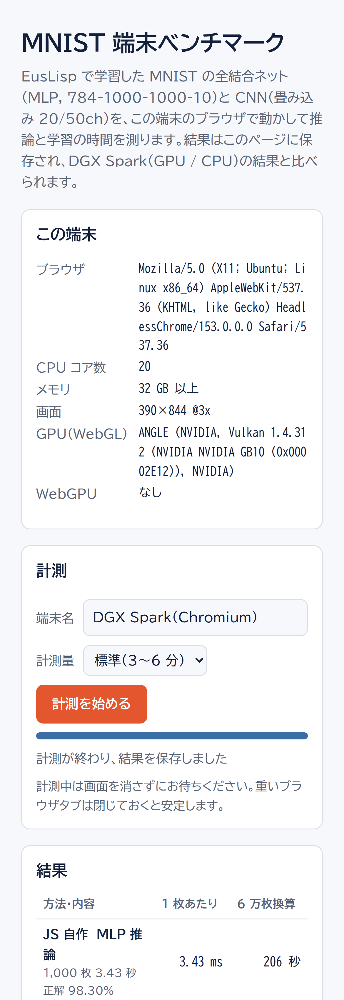 MNIST 端末ベンチマーク
EusLisp で学習した MNIST の全結合ネット
（MLP, 784-1000-1000-10）と CNN（畳み込
み 20/50ch）を、この端末のブラウザで動かして推
論と学習の時間を測ります。結果はこのページに保
存され、DGX Spark（GPU / CPU）の結果と比べ
られます。
この端末
ブラウザ
Mozilla/5.0 (X11; Ubuntu; Li
nux x86_64) AppleWebKit/537.
36 (KHTML, like Gecko) Headl
essChrome/153.0.0.0 Safari/5
37.36
CPU コア数 20
メモリ 32 GB 以上
画面 390×844 @3x
GPU（WebGL） ANGLE (NVIDIA, Vulkan 1.4.31
2 (NVIDIA NVIDIA GB10 (0x000
02E12)), NVIDIA)
WebGPU なし
計測
端末名 DGX Spark（Chromium）
計測量 標準（3〜6 分）
計測を始める
計測が終わり、結果を保存しました
計測中は画面を消さずにお待ちください。重いブラ
ウザタブは閉じておくと安定します。
結果
方法・内容 1 枚あたり 6 万枚換算
JS 自作 MLP 推
論
1,000 枚 3.43 秒
正解 98.30%
3.43 ms 206 秒